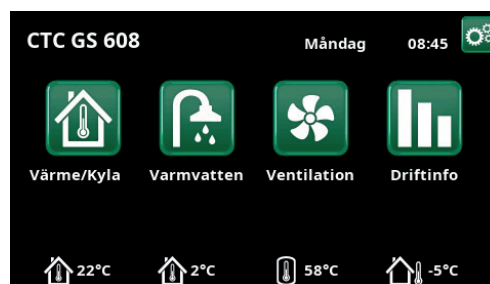 CTC GS 608 Måndag 08:45
Värme/Kyla Varmvatten Ventilation Driftinfo
22°C 2°C 58°C -5°C